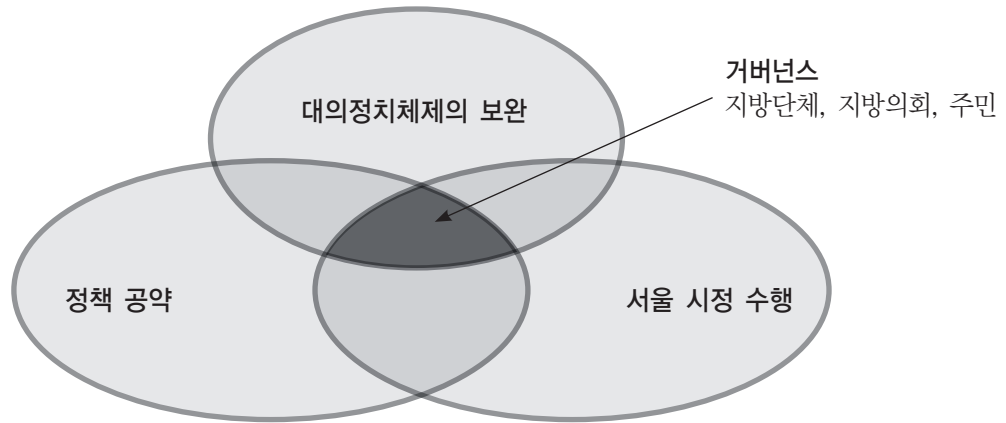 거버넌스
지방단체, 지방의회, 주민
대의정치체제의 보완
정책 공약
서울 시정 수행